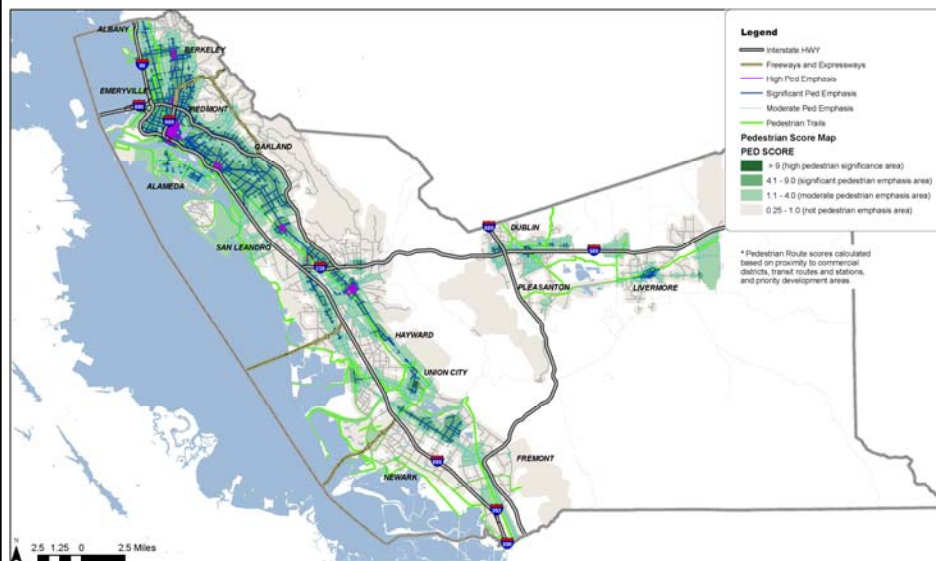 ALBANY
BERKELEY
EMERYVILLE
PIEDMONT
OAKLAND
ALAMEDA
SAN LEANDRO
DUBLIN
PLEASANTON
LIVERMORE
HAYWARD
UNION CITY
FREMONT
NEWARK
238
Legend
Interstate HWY
Freeways and Expressways
High Ped Emphasis
Significant Ped Emphasis
Moderate Ped Emphasis
Pedestrian Trails
Pedestrian Score Map
PED SCORE
> 9 (high pedestrian significance area)
4.1 - 9.0 (significant pedestrian emphasis area)
1.1 - 4.0 (moderate pedestrian emphasis area)
0.25 - 1.0 (not pedestrian emphasis area)
* Pedestrian Route scores calculated
based on proximity to commercial
districts, transit routes and stations,
and priority development areas.
N
2.5 1.25 0 2.5 Miles